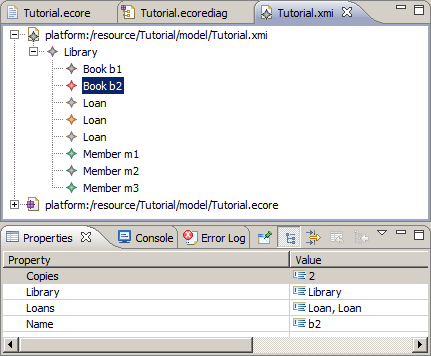 Tutorial.ecore Tutorial.ecorediag Tutorial.xmi
platform:/resource/Tutorial/model/Tutorial.xmi
Library
Book b1
Book b2
Loan
Loan
Loan
Member m1
Member m2
Member m3
platform:/resource/Tutorial/model/Tutorial.ecore
Properties Console Error Log
Property Value
Copies 2
Library Library
Loans Loan, Loan
Name b2